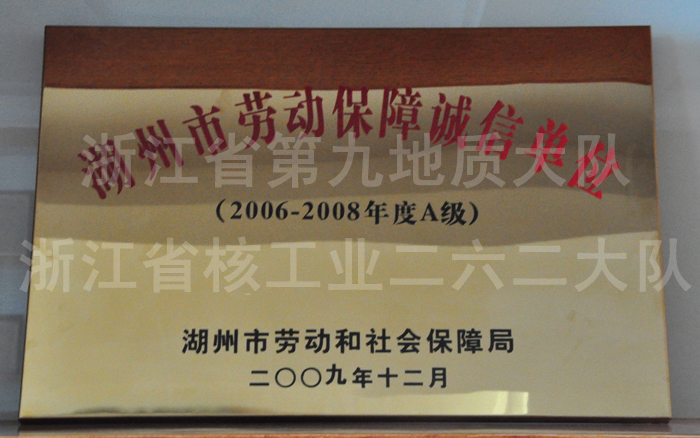 湖州市劳动保障诚信单位
浙江省第九地质大队
(2006-2008年度A级)
浙江省核工业二六二大队
湖州市劳动和社会保障局
二〇〇九年十二月